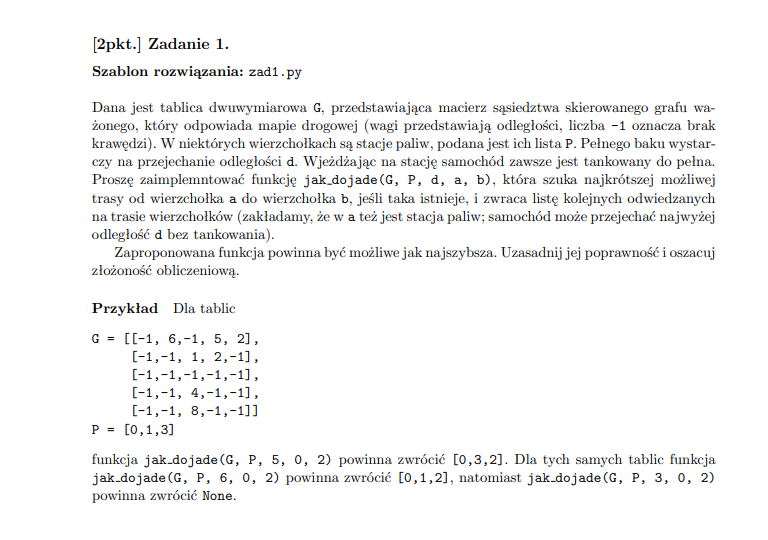 [2pkt.] Zadanie 1.
Szablon rozwiązania: zad1.py
Dana jest tablica dwuwymiarowa G, przedstawiająca macierz sąsiedztwa skierowanego grafu wa-
żonego, który odpowiada mapie drogowej (wagi przedstawiają odległości, liczba -1 oznacza brak
krawędzi). W niektórych wierzchołkach są stacje paliw, podana jest ich lista P. Pełnego baku wystar-
czy na przejechanie odległości d. Wjeżdżając na stację samochód zawsze jest tankowany do pełna.
Proszę zaimplemntować funkcję jak_dojade(G, P, d, a, b), która szuka najkrótszej możliwej
trasy od wierzchołka a do wierzchołka b, jeśli taka istnieje, i zwraca listę kolejnych odwiedzanych
na trasie wierzchołków (zakładamy, że w a też jest stacja paliw; samochód może przejechać najwyżej
odległość d bez tankowania).
Zaproponowana funkcja powinna być możliwe jak najszybsza. Uzasadnij jej poprawność i oszacuj
złożoność obliczeniową.
Przykład Dla tablic
G = [[-1, 6,-1, 5, 2],
[-1,-1, 1, 2,-1],
[-1,-1,-1,-1,-1],
[-1,-1, 4,-1,-1],
[-1,-1, 8,-1,-1]]
P = [0,1,3]
funkcja jak_dojade(G, P, 5, 0, 2) powinna zwrócić [0,3,2]. Dla tych samych tablic funkcja
jak_dojade(G, P, 6, 0, 2) powinna zwrócić [0,1,2], natomiast jak_dojade(G, P, 3, 0, 2)
powinna zwrócić None.